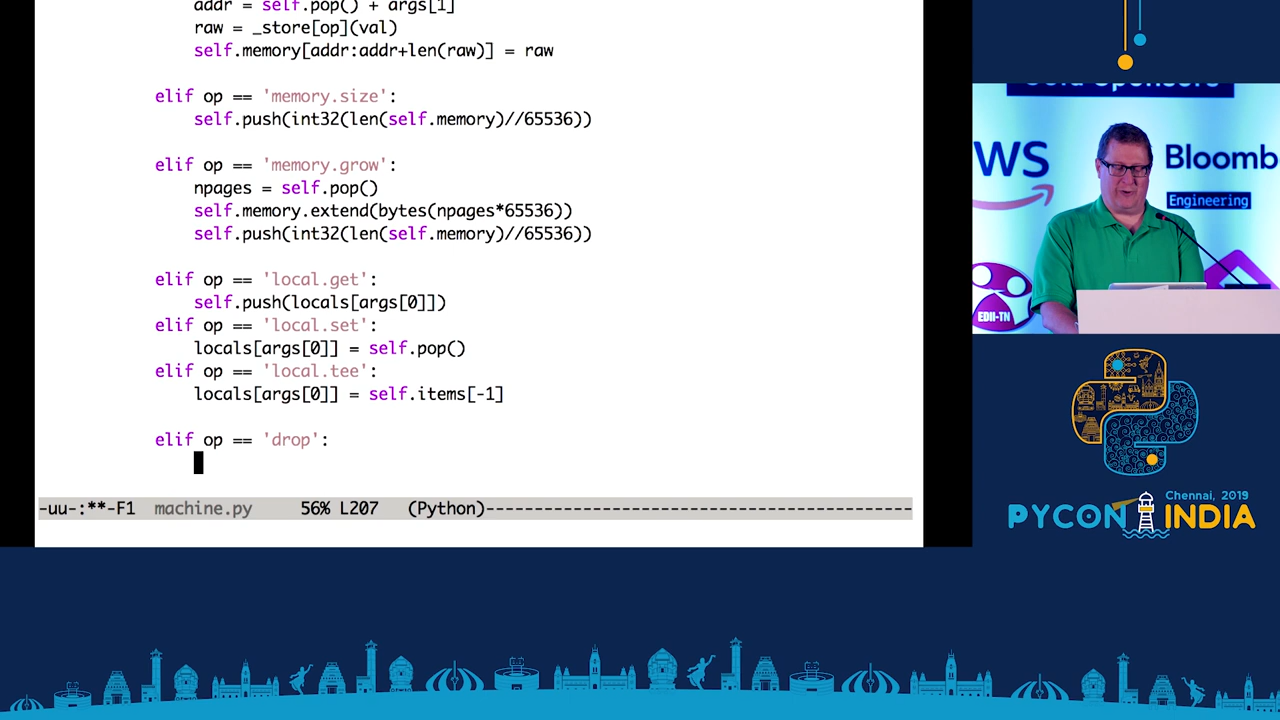 addr = self.pop() + args[1]
raw = _store[op](val)
self.memory[addr:addr+len(raw)] = raw
elif op == 'memory.size':
self.push(int32(len(self.memory)//65536))
elif op == 'memory.grow':
npages = self.pop()
self.memory.extend(bytes(npages*65536))
self.push(int32(len(self.memory)//65536))
elif op == 'local.get':
self.push(locals[args[0]])
elif op == 'local.set':
locals[args[0]] = self.pop()
elif op == 'local.tee':
locals[args[0]] = self.items[-1]
elif op == 'drop':
-uu-:**-F1 machine.py 56% L207 (Python)--------------------------------------------
Sponsors
WS
Bloomb
Engineering
EDII-TN
Chennai, 2019
PYCON INDIA